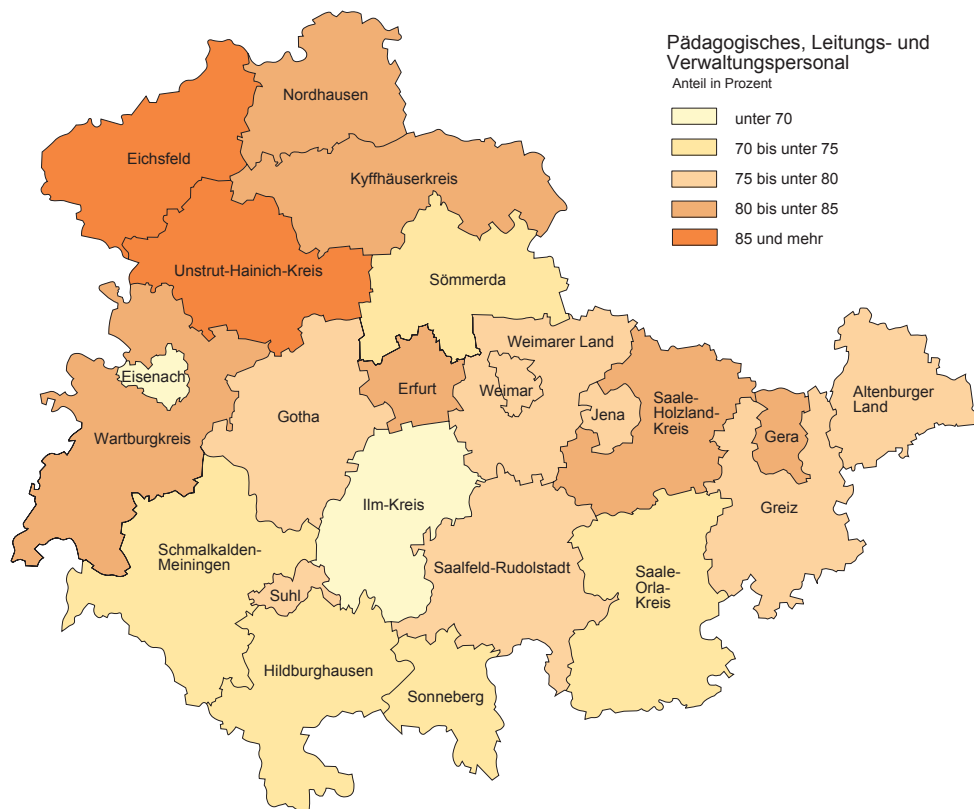 Pädagogisches, Leitungs- und
Verwaltungspersonal
Anteil in Prozent
unter 70
70 bis unter 75
75 bis unter 80
80 bis unter 85
85 und mehr
Nordhausen
Eichsfeld
Kyffhäuserkreis
Unstrut-Hainich-Kreis
Sömmerda
Weimarer Land
Eisenach
Erfurt
Weimar
Altenburger
Land
Saale-
Holzland-
Kreis
Jena
Gotha
Wartburgkreis
Gera
Ilm-Kreis
Greiz
Schmalkalden-
Meiningen
Saalfeld-Rudolstadt
Saale-
Orla-
Kreis
Suhl
Hildburghausen
Sonneberg